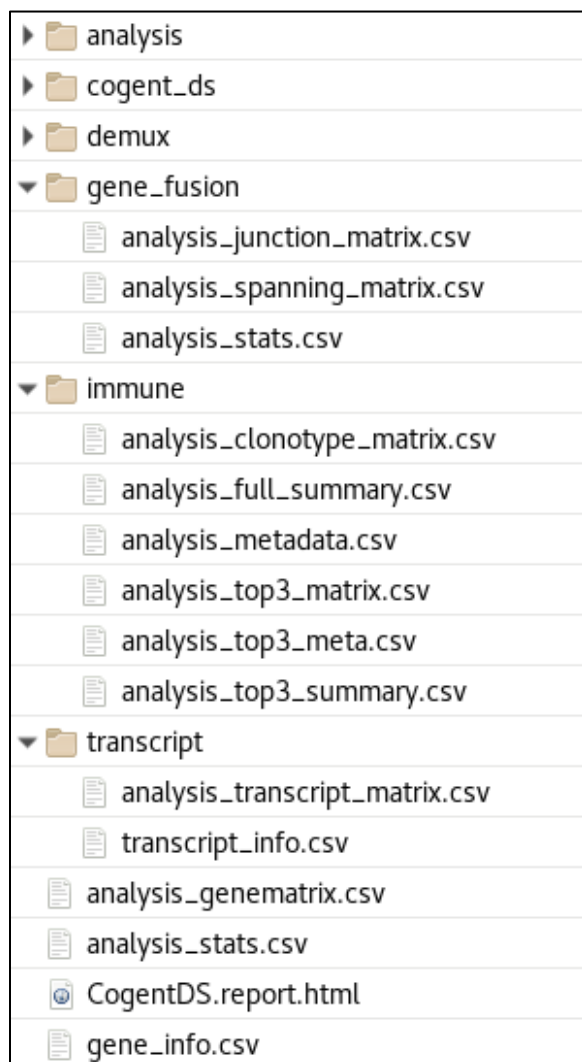 analysis
cogent_ds
demux
gene_fusion
analysis_junction_matrix.csv
analysis_spanning_matrix.csv
analysis_stats.csv
immune
analysis_clonotype_matrix.csv
analysis_full_summary.csv
analysis_metadata.csv
analysis_top3_matrix.csv
analysis_top3_meta.csv
analysis_top3_summary.csv
transcript
analysis_transcript_matrix.csv
transcript_info.csv
analysis_genematrix.csv
analysis_stats.csv
CogentDS.report.html
gene_info.csv